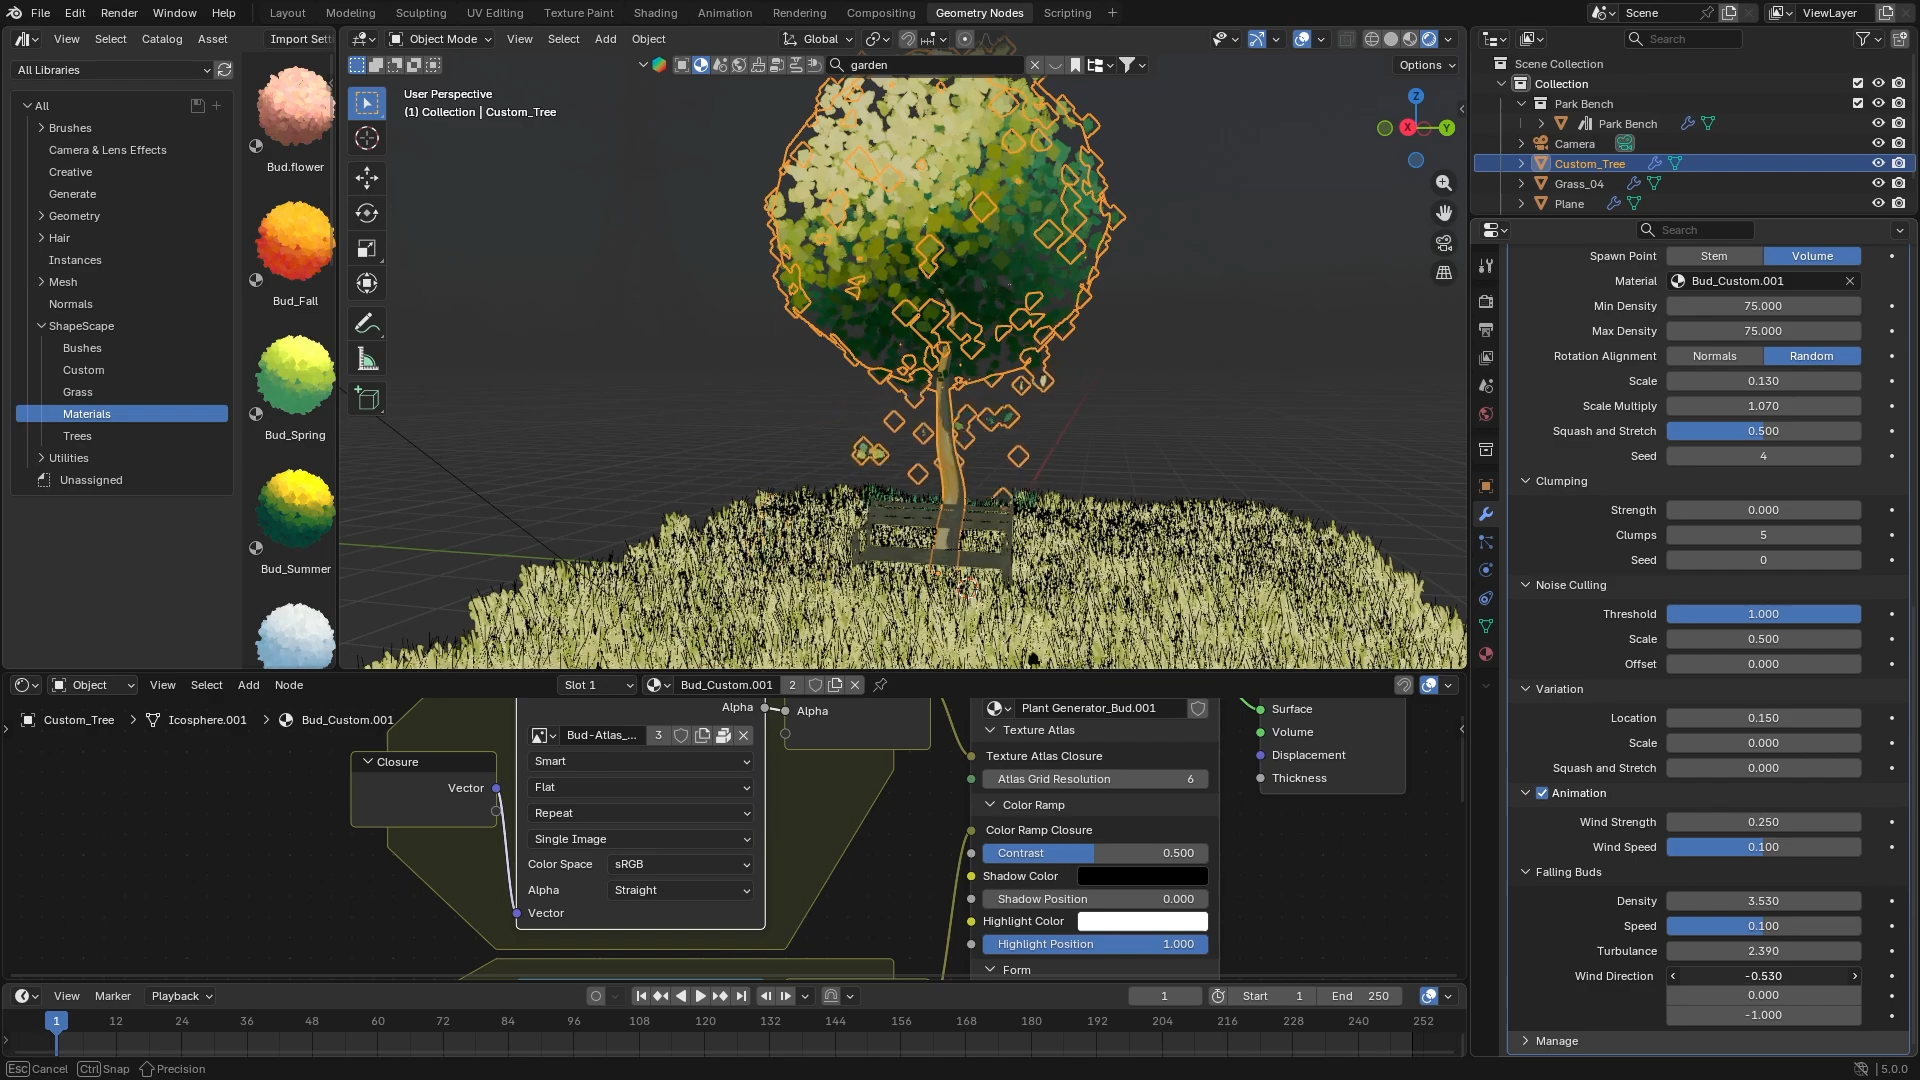 File Edit Render Window Help Layout Modeling Sculpting UV Editing Texture Paint Shading Animation Rendering Compositing Geometry Nodes Scripting Scene ViewLayer
View Select Catalog Asset Import Sett
All Libraries
All
Brushes
Camera & Lens Effects
Creative
Generate
Geometry
Hair
Instances
Mesh
Normals
ShapeScape
Bushes
Custom
Grass
Materials
Trees
Utilities
Unassigned
Bud.flower
Bud_Fall
Bud_Spring
Bud_Summer
Object Mode View Select Add Object Global
garden Options
User Perspective
(1) Collection | Custom_Tree
Z
X
Y
Search
Scene Collection
Collection
Park Bench
Park Bench
Camera
Custom_Tree
Grass_04
Plane
Search
Spawn Point Stem Volume
Material Bud_Custom.001
Min Density 75.000
Max Density 75.000
Rotation Alignment Normals Random
Scale 0.130
Scale Multiply 1.070
Squash and Stretch 0.500
Seed 4
Clumping
Strength 0.000
Clumps 5
Seed 0
Noise Culling
Threshold 1.000
Scale 0.500
Offset 0.000
Variation
Location 0.150
Scale 0.000
Squash and Stretch 0.000
Animation
Wind Strength 0.250
Wind Speed 0.100
Falling Buds
Density 3.530
Speed 0.100
Turbulance 2.390
Wind Direction -0.530
0.000
-1.000
Manage
Object View Select Add Node Slot 1 Bud_Custom.001 2
Custom_Tree Icosphere.001 Bud_Custom.001
Closure
Vector
Alpha
Bud-Atlas_... 3
Smart
Flat
Repeat
Single Image
Color Space sRGB
Alpha Straight
Vector
Alpha
Plant Generator_Bud.001
Texture Atlas
Texture Atlas Closure
Atlas Grid Resolution 6
Color Ramp
Color Ramp Closure
Contrast 0.500
Shadow Color
Shadow Position 0.000
Highlight Color
Highlight Position 1.000
Form
Surface
Volume
Displacement
Thickness
View Marker Playback 1 Start 1 End 250
1 12 24 36 48 60 72 84 96 108 120 132 144 156 168 180 192 204 216 228 240 252
Esc Cancel Ctrl Snap Precision 5.0.0